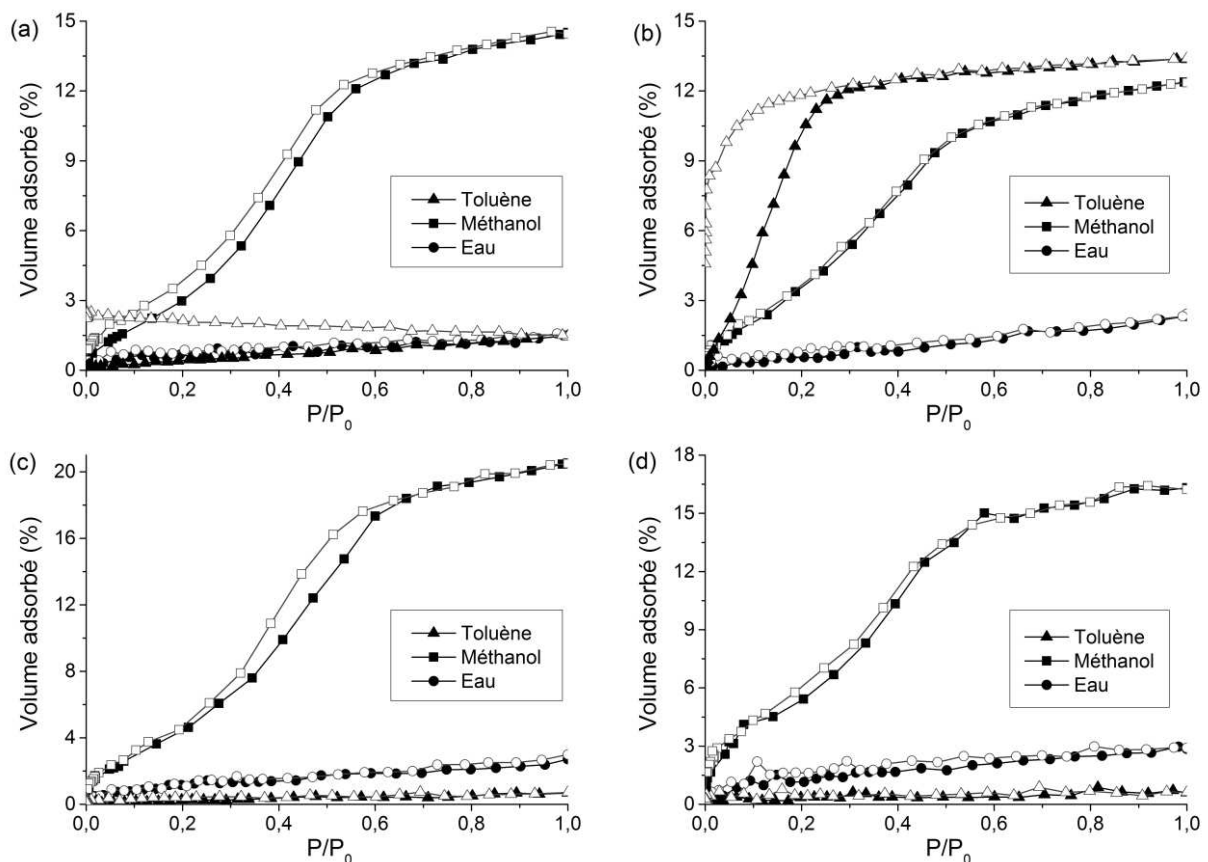 (a)
Volume adsorbé (%)
15
12
9
6
3
0
0,0 0,2 0,4 0,6 0,8 1,0
P/P₀
Toluène
Méthanol
Eau
(b)
Volume adsorbé (%)
15
12
9
6
3
0
0,0 0,2 0,4 0,6 0,8 1,0
P/P₀
Toluène
Méthanol
Eau
(c)
Volume adsorbé (%)
20
16
12
8
4
0
0,0 0,2 0,4 0,6 0,8 1,0
P/P₀
Toluène
Méthanol
Eau
(d)
Volume adsorbé (%)
18
15
12
9
6
3
0
0,0 0,2 0,4 0,6 0,8 1,0
P/P₀
Toluène
Méthanol
Eau